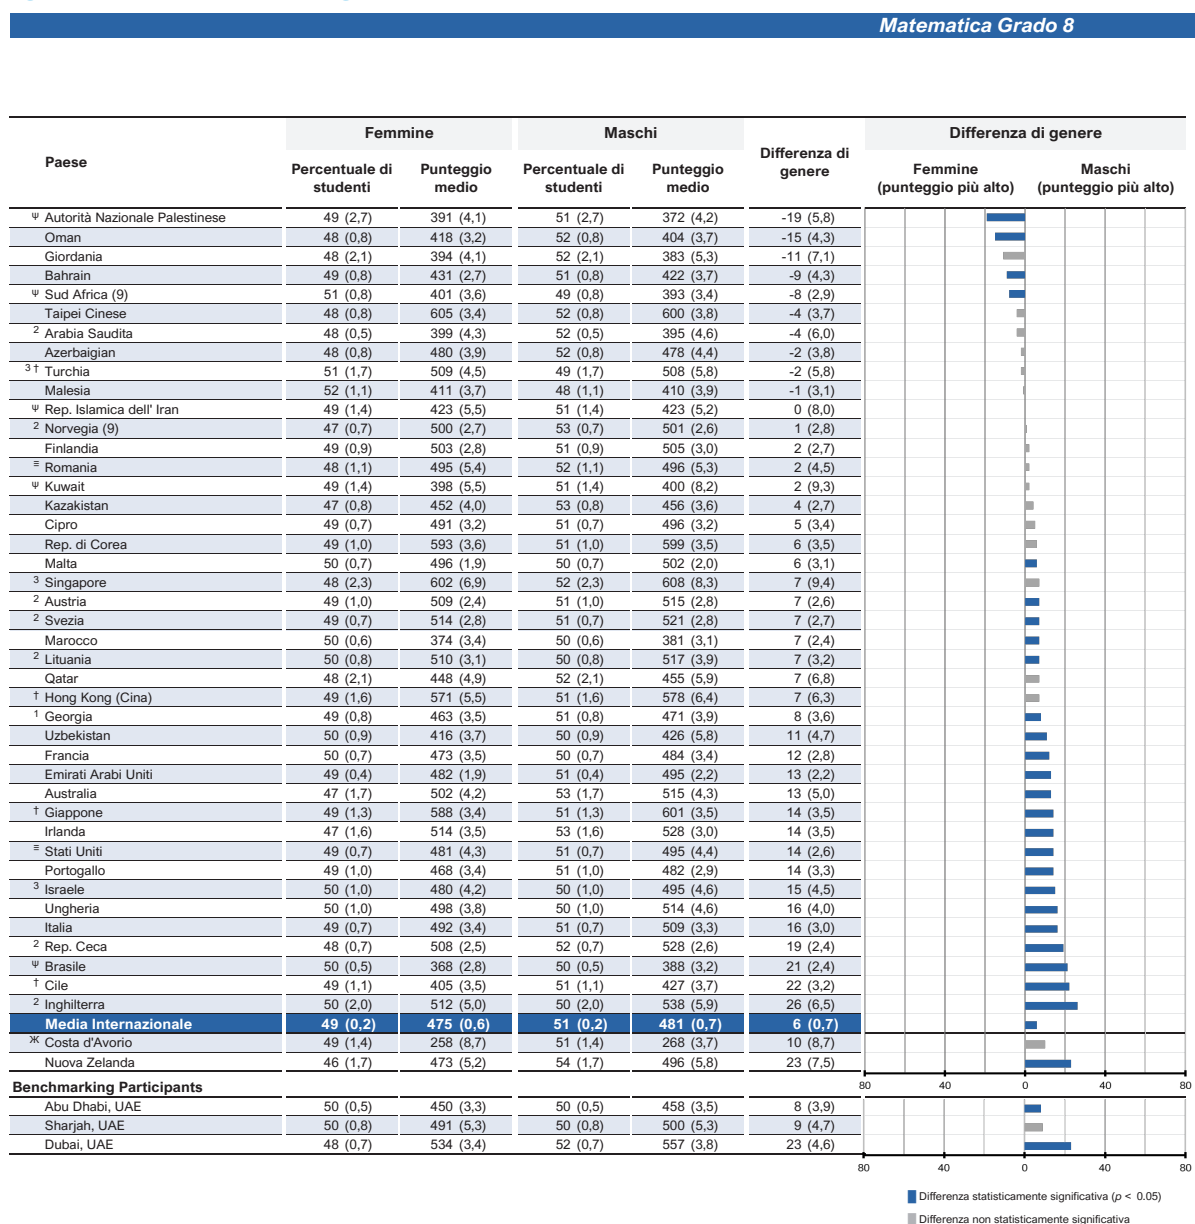 Matematica Grado 8
Paese Femmine Maschi Differenza di genere Differenza di genere
Percentuale di studenti Punteggio medio Percentuale di studenti Punteggio medio Femmine (punteggio più alto) Maschi (punteggio più alto)
Ψ Autorità Nazionale Palestinese 49 (2,7) 391 (4,1) 51 (2,7) 372 (4,2) -19 (5,8)
Oman 48 (0,8) 418 (3,2) 52 (0,8) 404 (3,7) -15 (4,3)
Giordania 48 (2,1) 394 (4,1) 52 (2,1) 383 (5,3) -11 (7,1)
Bahrain 49 (0,8) 431 (2,7) 51 (0,8) 422 (3,7) -9 (4,3)
Ψ Sud Africa (9) 51 (0,8) 401 (3,6) 49 (0,8) 393 (3,4) -8 (2,9)
Taipei Cinese 48 (0,8) 605 (3,4) 52 (0,8) 600 (3,8) -4 (3,7)
2 Arabia Saudita 48 (0,5) 399 (4,3) 52 (0,5) 395 (4,6) -4 (6,0)
Azerbaigian 48 (0,8) 480 (3,9) 52 (0,8) 478 (4,4) -2 (3,8)
3 † Turchia 51 (1,7) 509 (4,5) 49 (1,7) 508 (5,8) -2 (5,8)
Malesia 52 (1,1) 411 (3,7) 48 (1,1) 410 (3,9) -1 (3,1)
Ψ Rep. Islamica dell' Iran 49 (1,4) 423 (5,5) 51 (1,4) 423 (5,2) 0 (8,0)
2 Norvegia (9) 47 (0,7) 500 (2,7) 53 (0,7) 501 (2,6) 1 (2,8)
Finlandia 49 (0,9) 503 (2,8) 51 (0,9) 505 (3,0) 2 (2,7)
≡ Romania 48 (1,1) 495 (5,4) 52 (1,1) 496 (5,3) 2 (4,5)
Ψ Kuwait 49 (1,4) 398 (5,5) 51 (1,4) 400 (8,2) 2 (9,3)
Kazakistan 47 (0,8) 452 (4,0) 53 (0,8) 456 (3,6) 4 (2,7)
Cipro 49 (0,7) 491 (3,2) 51 (0,7) 496 (3,2) 5 (3,4)
Rep. di Corea 49 (1,0) 593 (3,6) 51 (1,0) 599 (3,5) 6 (3,5)
Malta 50 (0,7) 496 (1,9) 50 (0,7) 502 (2,0) 6 (3,1)
3 Singapore 48 (2,3) 602 (6,9) 52 (2,3) 608 (8,3) 7 (9,4)
2 Austria 49 (1,0) 509 (2,4) 51 (1,0) 515 (2,8) 7 (2,6)
2 Svezia 49 (0,7) 514 (2,8) 51 (0,7) 521 (2,8) 7 (2,7)
Marocco 50 (0,6) 374 (3,4) 50 (0,6) 381 (3,1) 7 (2,4)
2 Lituania 50 (0,8) 510 (3,1) 50 (0,8) 517 (3,9) 7 (3,2)
Qatar 48 (2,1) 448 (4,9) 52 (2,1) 455 (5,9) 7 (6,8)
† Hong Kong (Cina) 49 (1,6) 571 (5,5) 51 (1,6) 578 (6,4) 7 (6,3)
1 Georgia 49 (0,8) 463 (3,5) 51 (0,8) 471 (3,9) 8 (3,6)
Uzbekistan 50 (0,9) 416 (3,7) 50 (0,9) 426 (5,8) 11 (4,7)
Francia 50 (0,7) 473 (3,5) 50 (0,7) 484 (3,4) 12 (2,8)
Emirati Arabi Uniti 49 (0,4) 482 (1,9) 51 (0,4) 495 (2,2) 13 (2,2)
Australia 47 (1,7) 502 (4,2) 53 (1,7) 515 (4,3) 13 (5,0)
† Giappone 49 (1,3) 588 (3,4) 51 (1,3) 601 (3,5) 14 (3,5)
Irlanda 47 (1,6) 514 (3,5) 53 (1,6) 528 (3,0) 14 (3,5)
≡ Stati Uniti 49 (0,7) 481 (4,3) 51 (0,7) 495 (4,4) 14 (2,6)
Portogallo 49 (1,0) 468 (3,4) 51 (1,0) 482 (2,9) 14 (3,3)
3 Israele 50 (1,0) 480 (4,2) 50 (1,0) 495 (4,6) 15 (4,5)
Ungheria 50 (1,0) 498 (3,8) 50 (1,0) 514 (4,6) 16 (4,0)
Italia 49 (0,7) 492 (3,4) 51 (0,7) 509 (3,3) 16 (3,0)
2 Rep. Ceca 48 (0,7) 508 (2,5) 52 (0,7) 528 (2,6) 19 (2,4)
Ψ Brasile 50 (0,5) 368 (2,8) 50 (0,5) 388 (3,2) 21 (2,4)
† Cile 49 (1,1) 405 (3,5) 51 (1,1) 427 (3,7) 22 (3,2)
2 Inghilterra 50 (2,0) 512 (5,0) 50 (2,0) 538 (5,9) 26 (6,5)
Media Internazionale 49 (0,2) 475 (0,6) 51 (0,2) 481 (0,7) 6 (0,7)
Ж Costa d'Avorio 49 (1,4) 258 (8,7) 51 (1,4) 268 (3,7) 10 (8,7)
Nuova Zelanda 46 (1,7) 473 (5,2) 54 (1,7) 496 (5,8) 23 (7,5)
80 40 0 40 80
Benchmarking Participants
Abu Dhabi, UAE 50 (0,5) 450 (3,3) 50 (0,5) 458 (3,5) 8 (3,9)
Sharjah, UAE 50 (0,8) 491 (5,3) 50 (0,8) 500 (5,3) 9 (4,7)
Dubai, UAE 48 (0,7) 534 (3,4) 52 (0,7) 557 (3,8) 23 (4,6)
80 40 0 40 80
Differenza statisticamente significativa (p < 0.05)
Differenza non statisticamente significativa